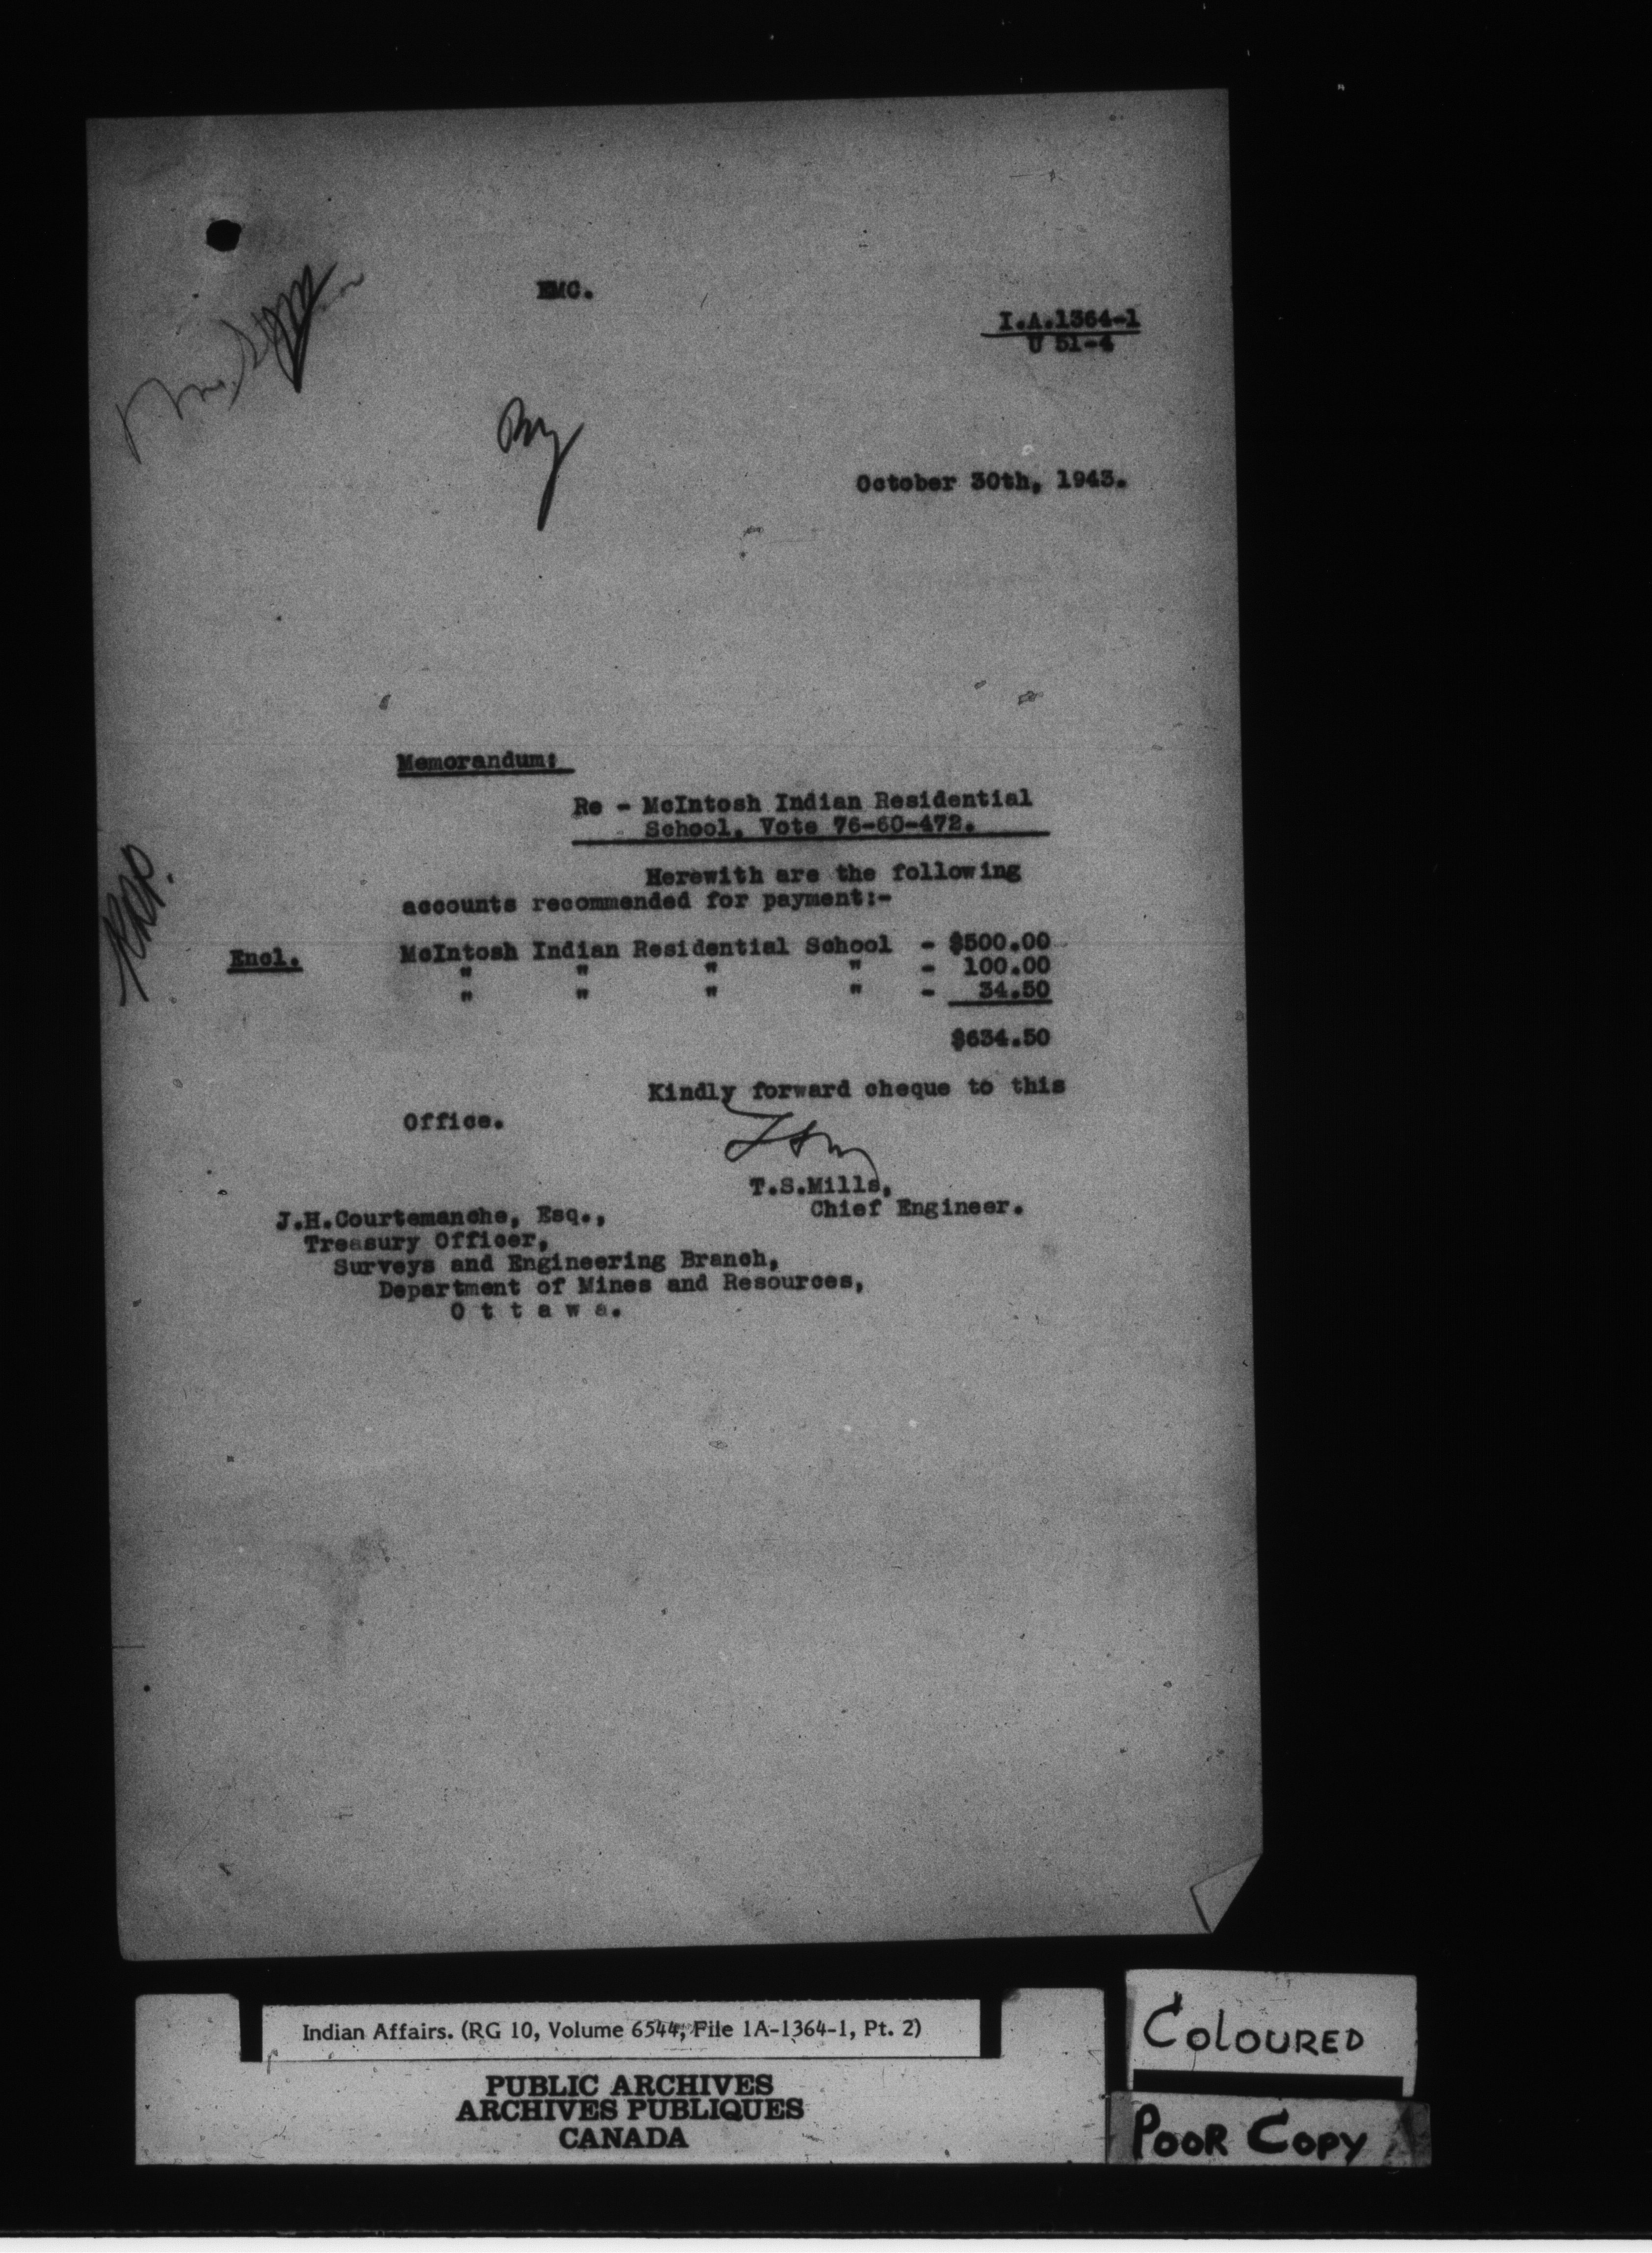 EMC.
I.A.1364-1
U 51-4
October 30th, 1943.
Memorandum:
Re - McIntosh Indian Residential
School, Vote 76-60-472.
Herewith are the following
accounts recommended for payment:-
Encl. McIntosh Indian Residential School - $500.00
" " " " - 100.00
" " " " - 34.50
$634.50
Kindly forward cheque to this
Office.
T.S.Mills,
Chief Engineer.
J.H.Courtemanche, Esq.,
Treasury Officer,
Surveys and Engineering Branch,
Department of Mines and Resources,
O t t a w a.
Indian Affairs. (RG 10, Volume 6544, File 1A-1364-1, Pt. 2)
PUBLIC ARCHIVES
ARCHIVES PUBLIQUES
CANADA
COLOURED
POOR COPY